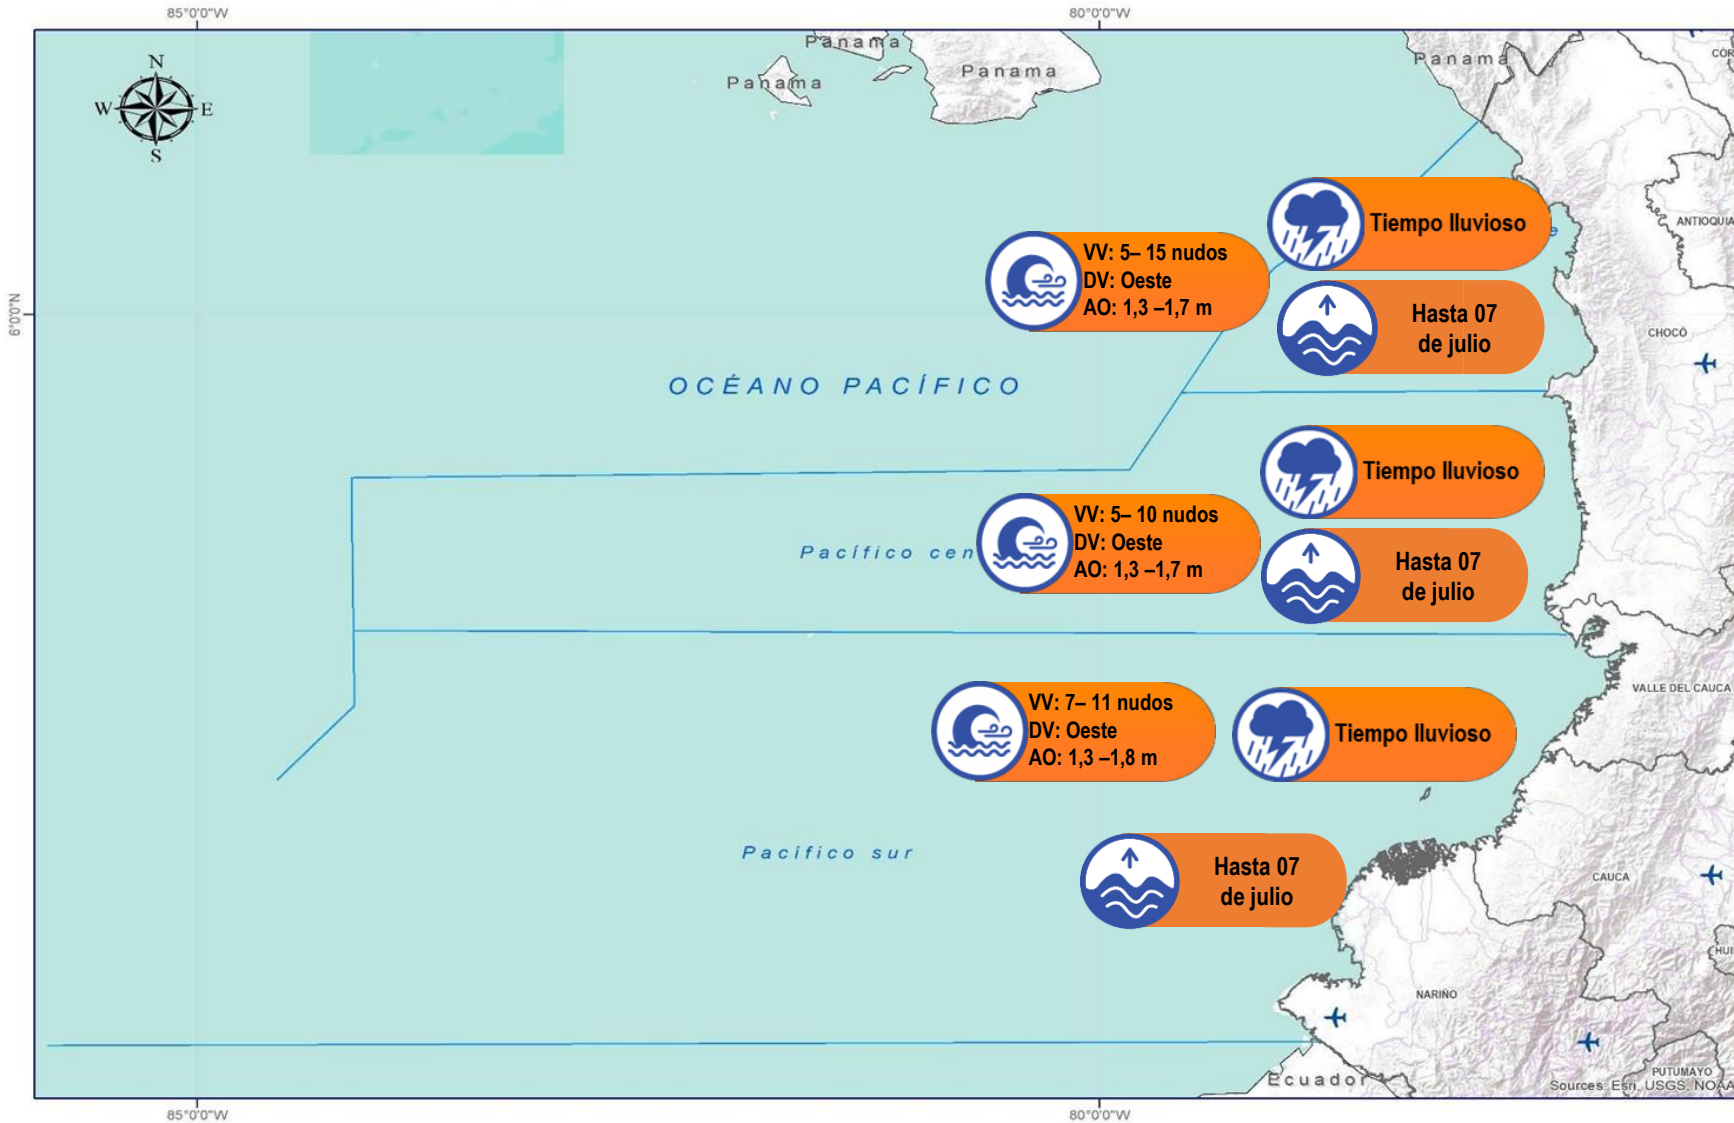 85°0'0"W
80°0'0"W
N
W
E
S
6°0'0"N
Panama
Panama
Panama
Panama
ANTIOQUIA
Tiempo lluvioso
VV: 5– 15 nudos
DV: Oeste
AO: 1,3 –1,7 m
Hasta 07
de julio
CHOCÓ
OCÉANO PACÍFICO
Tiempo lluvioso
VV: 5– 10 nudos
DV: Oeste
AO: 1,3 –1,7 m
Pacífico cen
Hasta 07
de julio
VALLE DEL CAUCA
VV: 7– 11 nudos
DV: Oeste
AO: 1,3 –1,8 m
Tiempo lluvioso
Pacífico sur
Hasta 07
de julio
CAUCA
HUI
NARIÑO
PUTUMAYO
Ecuador
Sources: Esri, USGS, NOAA
85°0'0"W
80°0'0"W